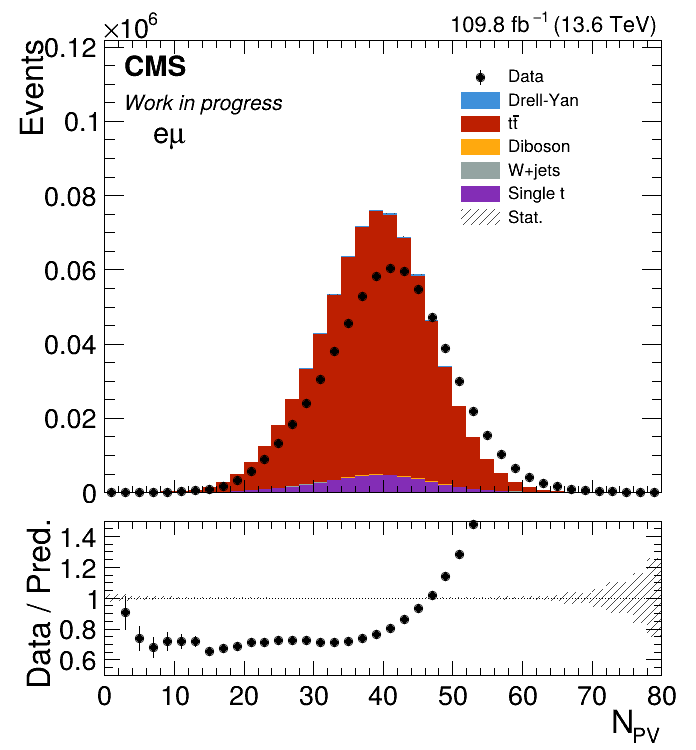 ×10⁶
109.8 fb⁻¹ (13.6 TeV)
Events
0.12
0.1
0.08
0.06
0.04
0.02
0
CMS
Work in progress
eμ
Data
Drell-Yan
tt̄
Diboson
W+jets
Single t
Stat.
Data / Pred.
1.4
1.2
1
0.8
0.6
0 10 20 30 40 50 60 70 80
N_PV